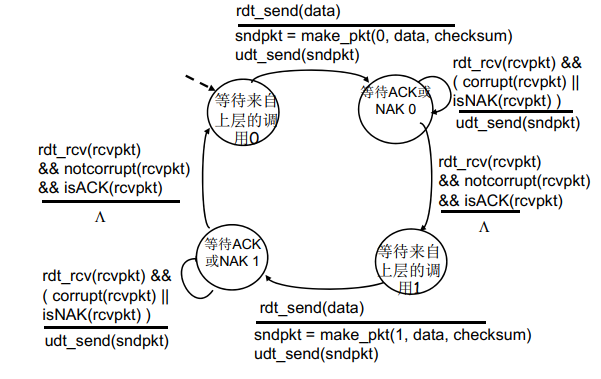 rdt_send(data)
sndpkt = make_pkt(0, data, checksum)
udt_send(sndpkt)
等待来自
上层的调
用0
等待ACK或
NAK 0
rdt_rcv(rcvpkt) &&
( corrupt(rcvpkt) ||
isNAK(rcvpkt) )
udt_send(sndpkt)
rdt_rcv(rcvpkt)
&& notcorrupt(rcvpkt)
&& isACK(rcvpkt)
Λ
rdt_rcv(rcvpkt)
&& notcorrupt(rcvpkt)
&& isACK(rcvpkt)
Λ
等待ACK
或NAK 1
等待来自
上层的调
用1
rdt_rcv(rcvpkt) &&
( corrupt(rcvpkt) ||
isNAK(rcvpkt) )
udt_send(sndpkt)
rdt_send(data)
sndpkt = make_pkt(1, data, checksum)
udt_send(sndpkt)